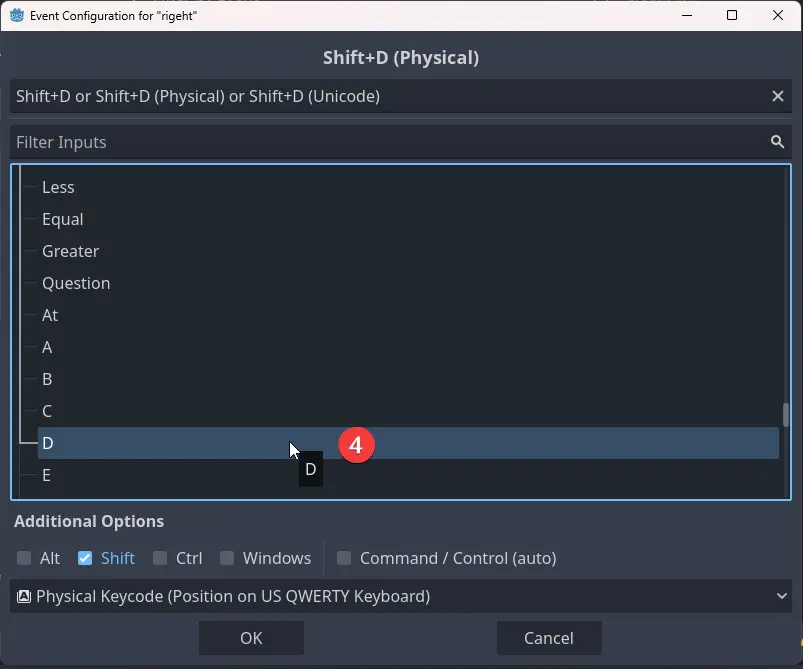 Event Configuration for "rigeht"
Shift+D (Physical)
Shift+D or Shift+D (Physical) or Shift+D (Unicode)
Filter Inputs
Less
Equal
Greater
Question
At
A
B
C
D
4
D
E
Additional Options
Alt Shift Ctrl Windows Command / Control (auto)
A Physical Keycode (Position on US QWERTY Keyboard)
OK Cancel